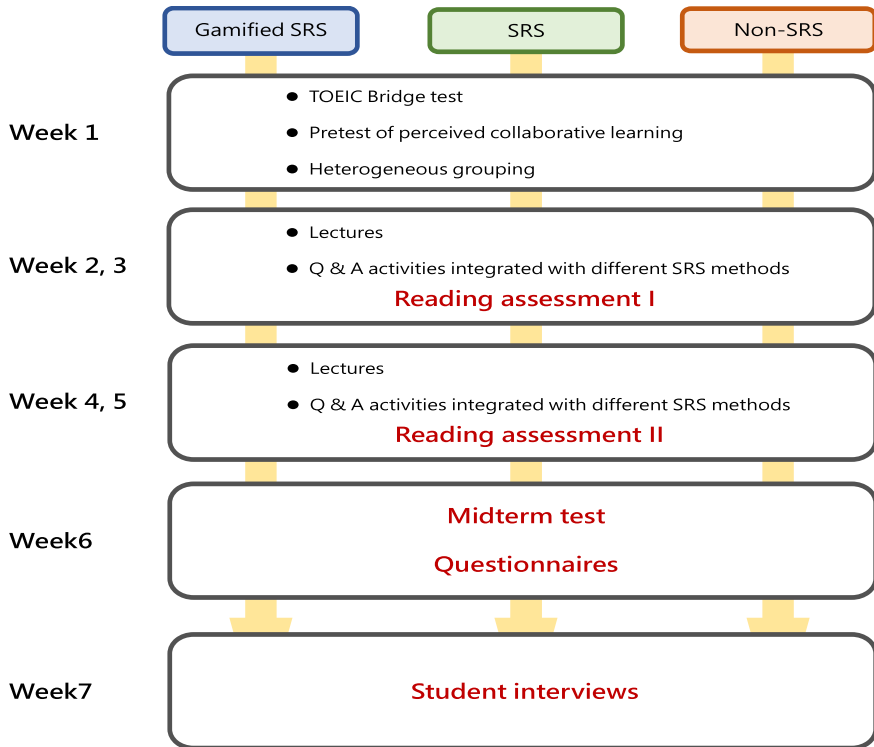 Gamified SRS
SRS
Non-SRS
Week 1
● TOEIC Bridge test
● Pretest of perceived collaborative learning
● Heterogeneous grouping
Week 2, 3
● Lectures
● Q & A activities integrated with different SRS methods
Reading assessment I
Week 4, 5
● Lectures
● Q & A activities integrated with different SRS methods
Reading assessment II
Week6
Midterm test
Questionnaires
Week7
Student interviews